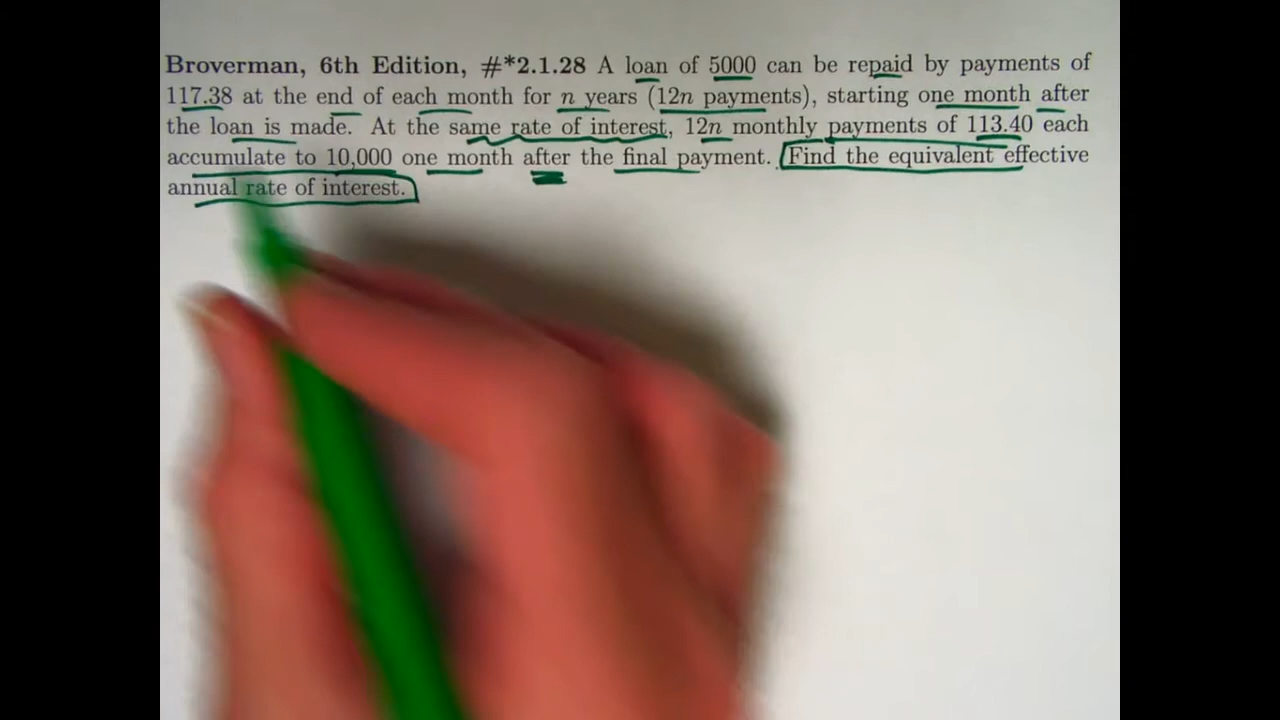 Broverman, 6th Edition, #*2.1.28 A loan of 5000 can be repaid by payments of
117.38 at the end of each month for n years (12n payments), starting one month after
the loan is made. At the same rate of interest, 12n monthly payments of 113.40 each
accumulate to 10,000 one month after the final payment. Find the equivalent effective
annual rate of interest.